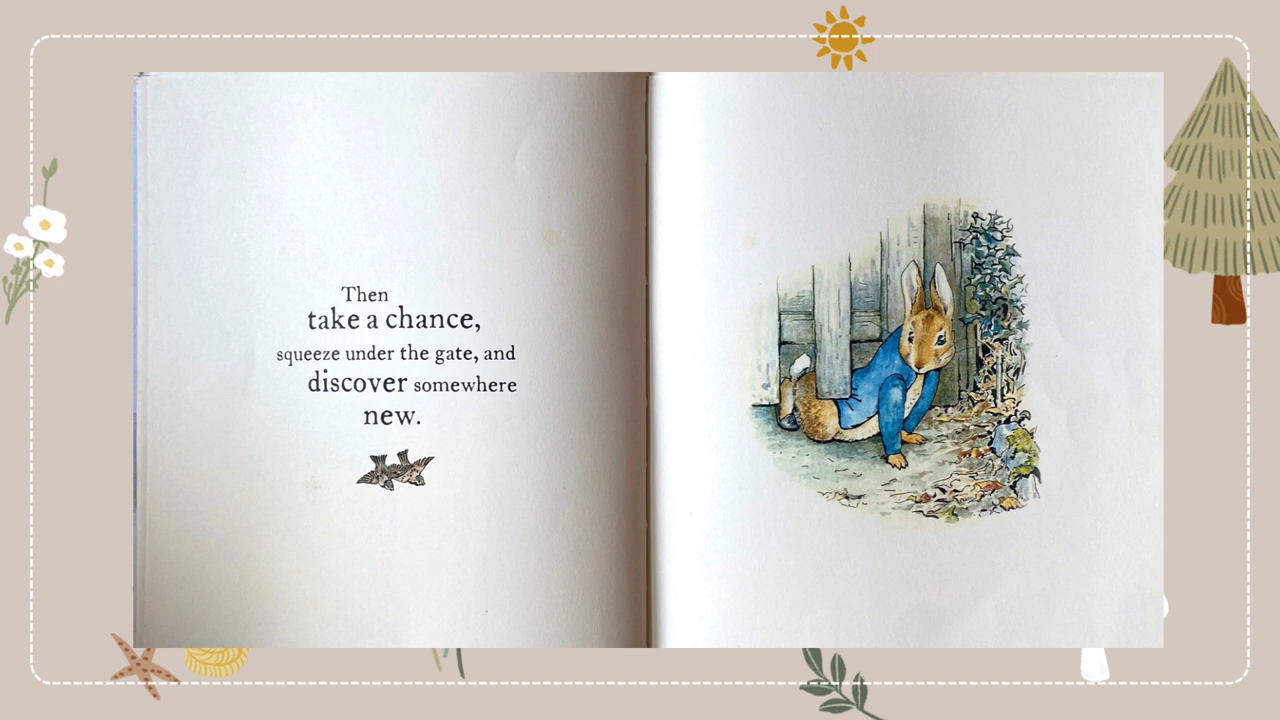 Then
take a chance,
squeeze under the gate, and
discover somewhere
new.